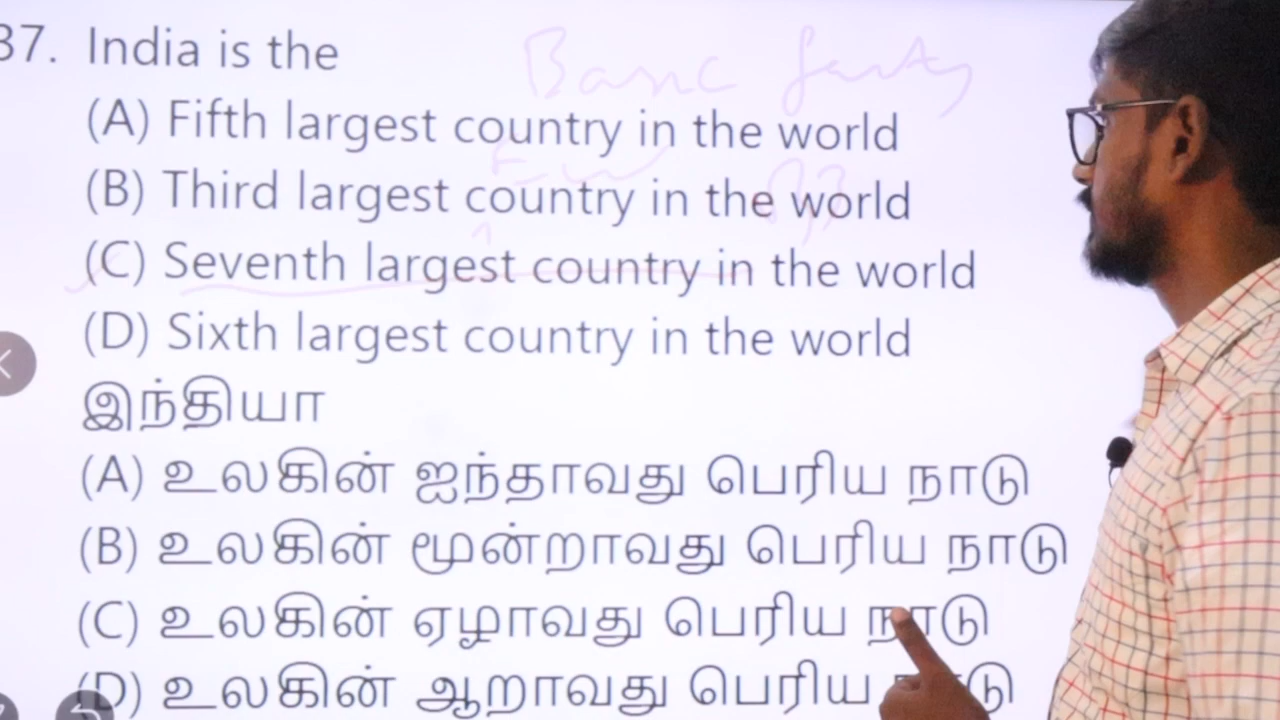 37. India is the
Basic facts
(A) Fifth largest country in the world
(B) Third largest country in the world
(C) Seventh largest country in the world
(D) Sixth largest country in the world
இந்தியா
(A) உலகின் ஐந்தாவது பெரிய நாடு
(B) உலகின் மூன்றாவது பெரிய நாடு
(C) உலகின் ஏழாவது பெரிய நாடு
(D) உலகின் ஆறாவது பெரிய நாடு